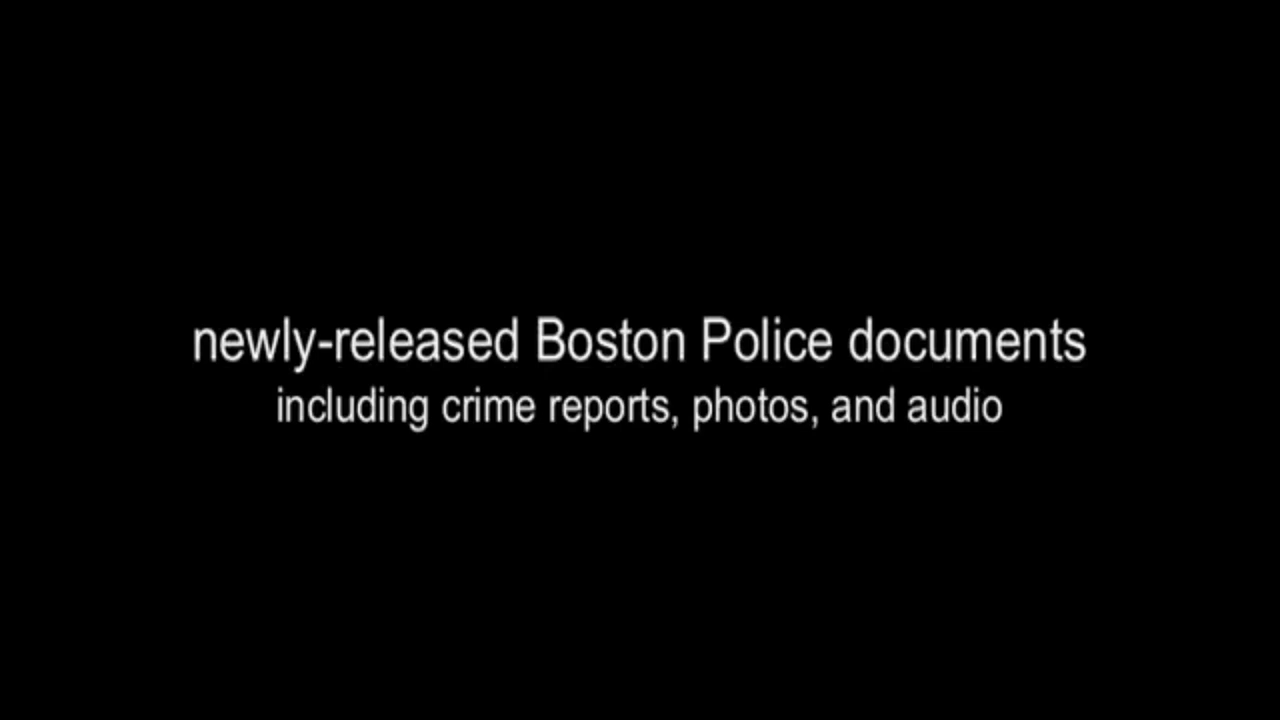 newly-released Boston Police documents
including crime reports, photos, and audio